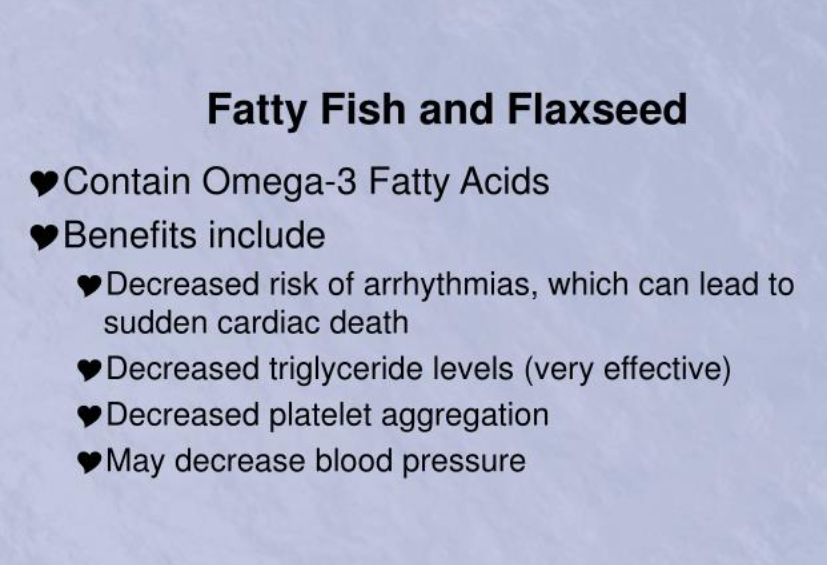 Fatty Fish and Flaxseed
Contain Omega-3 Fatty Acids
Benefits include
Decreased risk of arrhythmias, which can lead to
sudden cardiac death
Decreased triglyceride levels (very effective)
Decreased platelet aggregation
May decrease blood pressure